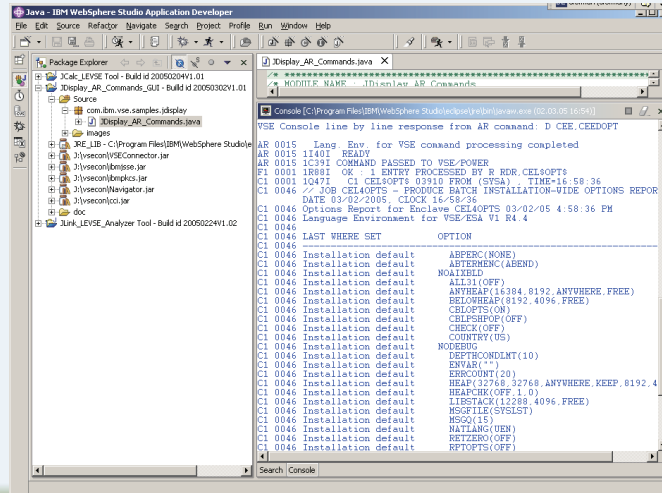 Java - IBM WebSphere Studio Application Developer
File Edit Source Refactor Navigate Search Project Profile Run Window Help
Package Explorer
JCalc_LEVSE Tool - Build id 20050204V1.01
JDisplay_AR_Commands_GUI - Build id 20050302V1.01
Source
com.ibm.vse.samples.jdisplay
JDisplay_AR_Commands.java
images
JRE_LIB - C:\Program Files\IBM\WebSphere Studio\e
J:\vsecon\VSEConnector.jar
J:\vsecon\ibmjsse.jar
J:\vsecon\ibmpkcs.jar
J:\vsecon\Navigator.jar
J:\vsecon\cci.jar
doc
JLink_LEVSE_Analyzer Tool - Build id 20050224V1.02
JDisplay_AR_Commands.java
/* MODULE NAME : JDisplay_AR_Commands
Console [C:\Program Files\IBM\WebSphere Studio\eclipse\jre\bin\javaw.exe (02.03.05 16:54)]
VSE Console line by line response from AR command: D CEE,CEEDOPT
AR 0015 Lang. Env. for VSE command processing completed
AR 0015 1I40I READY
AR 0015 1C39I COMMAND PASSED TO VSE/POWER
F1 0001 1R88I OK : 1 ENTRY PROCESSED BY R RDR,CEL$OPT$
F1 0001 1Q47I C1 CEL$OPT$ 03910 FROM (SYSA) , TIME=16:58:36
C1 0046 // JOB CEL4OPTS - PRODUCE BATCH INSTALLATION-WIDE OPTIONS REPOR
DATE 03/02/2005, CLOCK 16/58/36
C1 0046 Options Report for Enclave CEL4OPTS 03/02/05 4:58:36 PM
C1 0046 Language Environment for VSE/ESA V1 R4.4
C1 0046
C1 0046 LAST WHERE SET OPTION
C1 0046 ------------------------------------------------------------
C1 0046 Installation default ABPERC(NONE)
C1 0046 Installation default ABTERMENC(ABEND)
C1 0046 Installation default NOAIXBLD
C1 0046 Installation default ALL31(OFF)
C1 0046 Installation default ANYHEAP(16384,8192,ANYWHERE,FREE)
C1 0046 Installation default BELOWHEAP(8192,4096,FREE)
C1 0046 Installation default CBLOPTS(ON)
C1 0046 Installation default CBLPSHPOP(OFF)
C1 0046 Installation default CHECK(OFF)
C1 0046 Installation default COUNTRY(US)
C1 0046 Installation default NODEBUG
C1 0046 Installation default DEPTHCONDLMT(10)
C1 0046 Installation default ENVAR("")
C1 0046 Installation default ERRCOUNT(20)
C1 0046 Installation default HEAP(32768,32768,ANYWHERE,KEEP,8192,4
C1 0046 Installation default HEAPCHK(OFF,1,0)
C1 0046 Installation default LIBSTACK(12288,4096,FREE)
C1 0046 Installation default MSGFILE(SYSLST)
C1 0046 Installation default MSGQ(15)
C1 0046 Installation default NATLANG(UEN)
C1 0046 Installation default RETZERO(OFF)
C1 0046 Installation default RPTOPTS(OFF)
Search Console